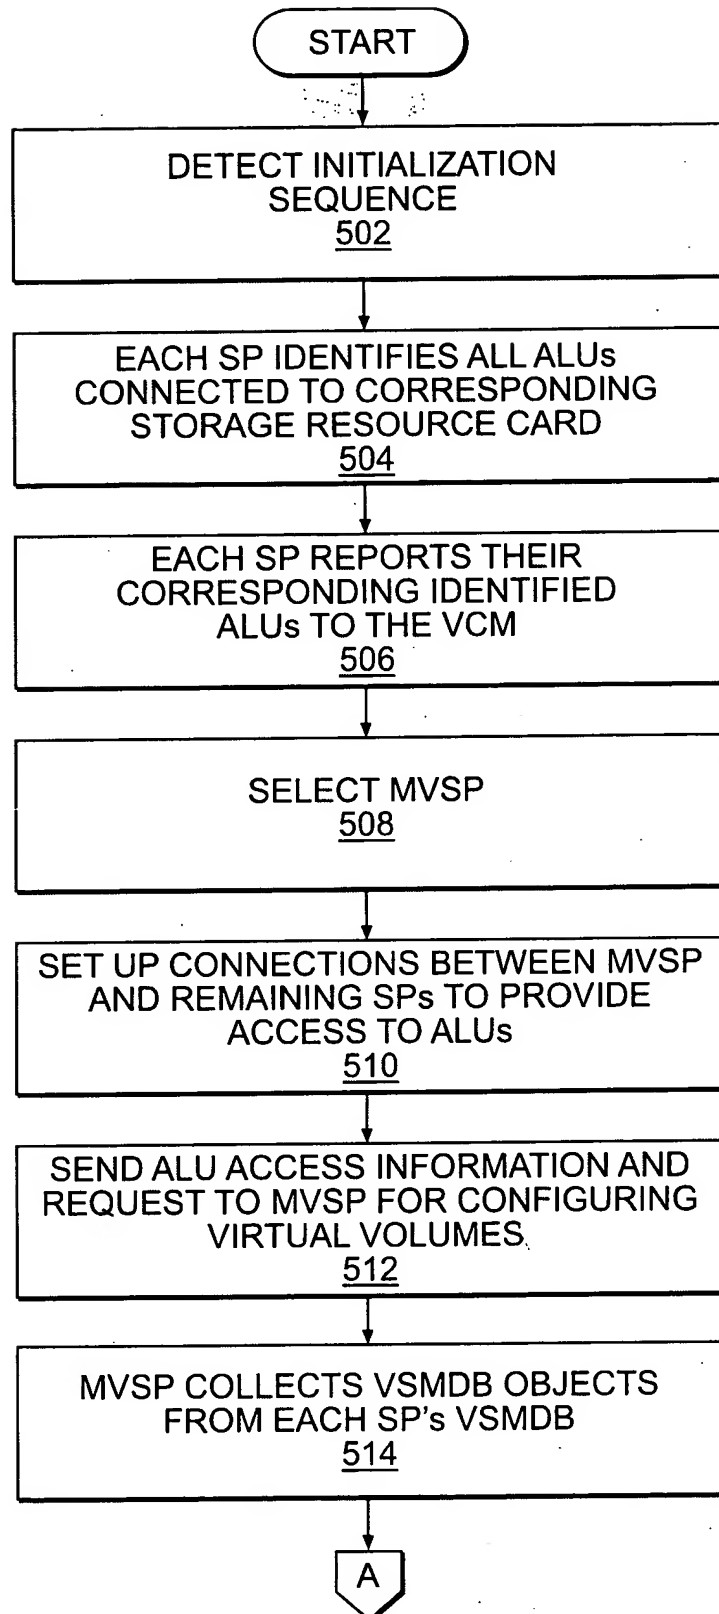 START
DETECT INITIALIZATION
SEQUENCE
502
EACH SP IDENTIFIES ALL ALUs
CONNECTED TO CORRESPONDING
STORAGE RESOURCE CARD
504
EACH SP REPORTS THEIR
CORRESPONDING IDENTIFIED
ALUs TO THE VCM
506
SELECT MVSP
508
SET UP CONNECTIONS BETWEEN MVSP
AND REMAINING SPs TO PROVIDE
ACCESS TO ALUs
510
SEND ALU ACCESS INFORMATION AND
REQUEST TO MVSP FOR CONFIGURING
VIRTUAL VOLUMES
512
MVSP COLLECTS VSMDB OBJECTS
FROM EACH SP's VSMDB
514
A